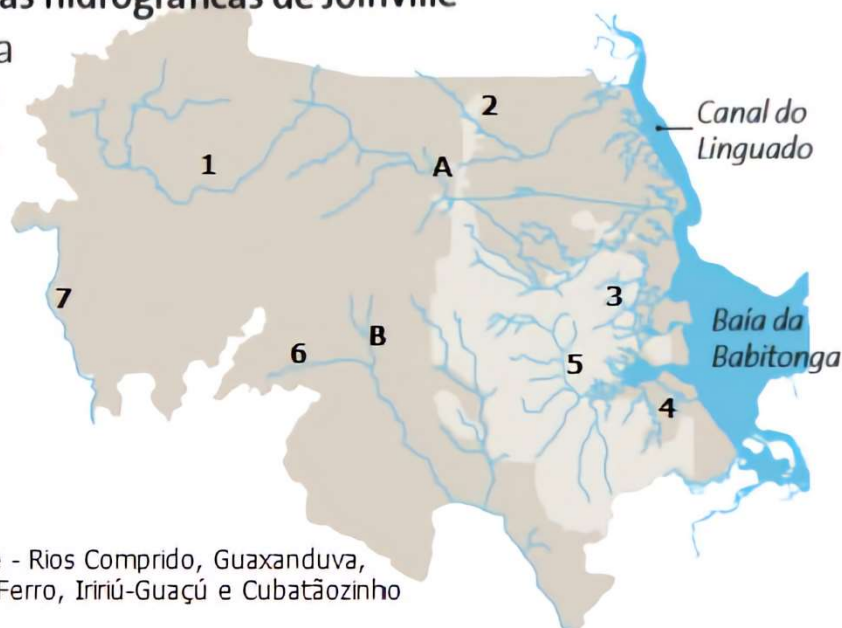 as hidrográficas de Joinville
a
2
Canal do
Linguado
1
A
7
3
B
Baía da
Babitonga
6
5
4
e - Rios Comprido, Guaxanduva,
Ferro, Iririú-Guaçú e Cubatãozinho